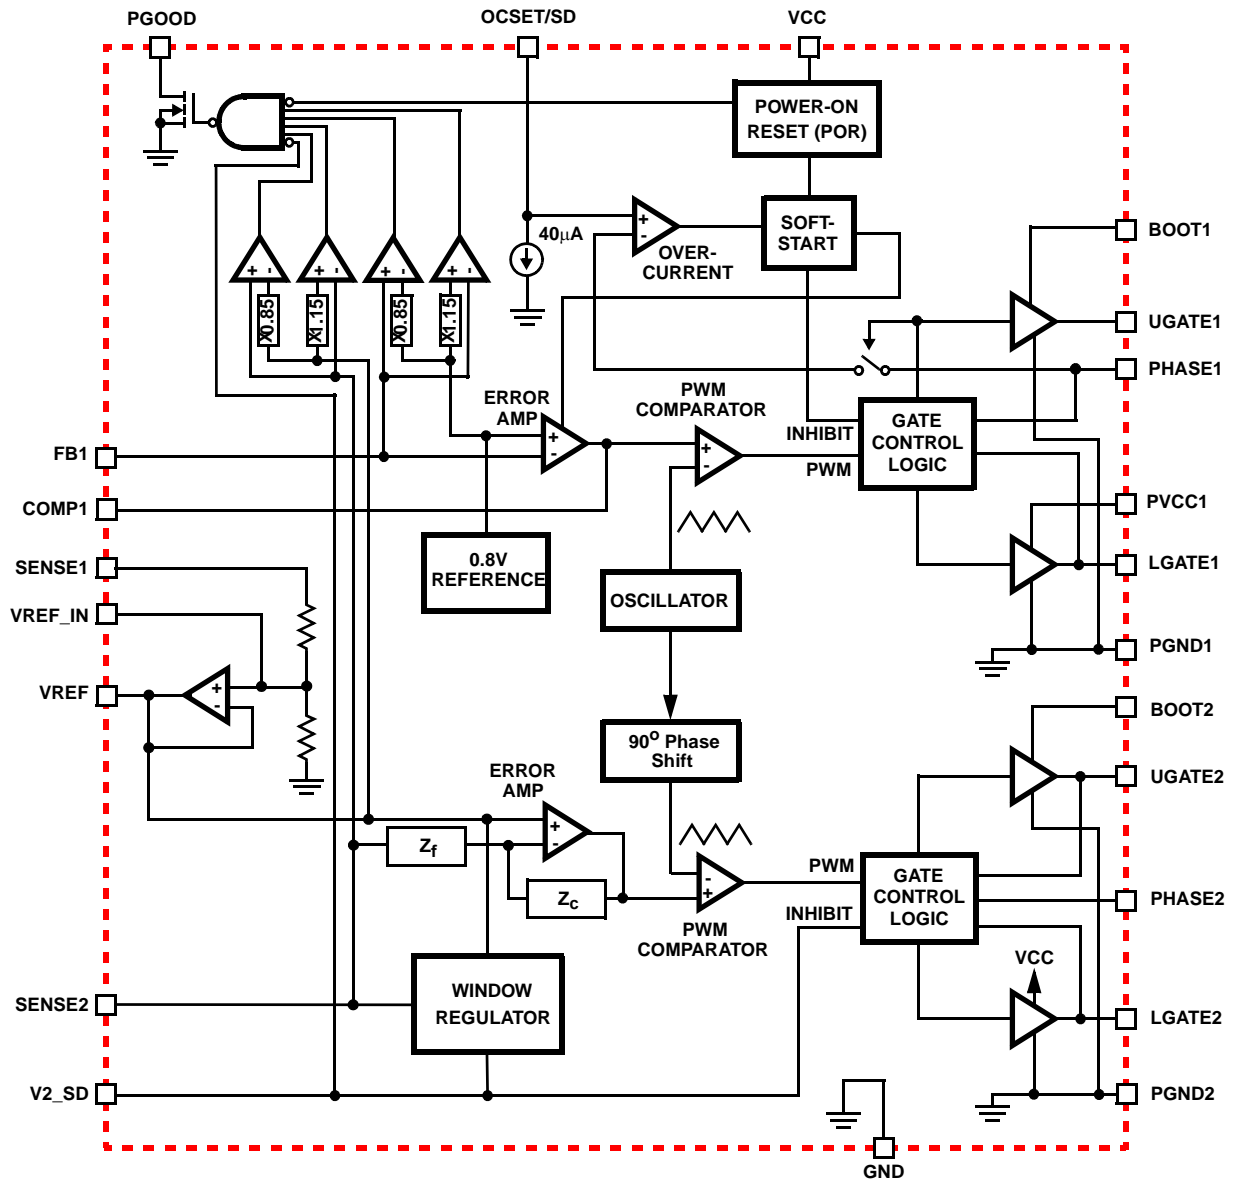 PGOOD
OCSET/SD
VCC
POWER-ON
RESET (POR)
SOFT-
START
40µA
+
-
OVER-
CURRENT
BOOT1
+ -
+ -
+ -
+ -
X0.85
X1.15
X0.85
X1.15
UGATE1
PHASE1
ERROR
AMP
PWM
COMPARATOR
GATE
CONTROL
LOGIC
INHIBIT
PWM
+
-
+
-
FB1
COMP1
PVCC1
0.8V
REFERENCE
SENSE1
OSCILLATOR
LGATE1
VREF_IN
PGND1
VREF
+
-
BOOT2
90o Phase
Shift
ERROR
AMP
UGATE2
+
-
Zf
Zc
-
+
PWM
INHIBIT
GATE
CONTROL
LOGIC
PHASE2
PWM
COMPARATOR
VCC
WINDOW
REGULATOR
SENSE2
LGATE2
V2_SD
PGND2
GND